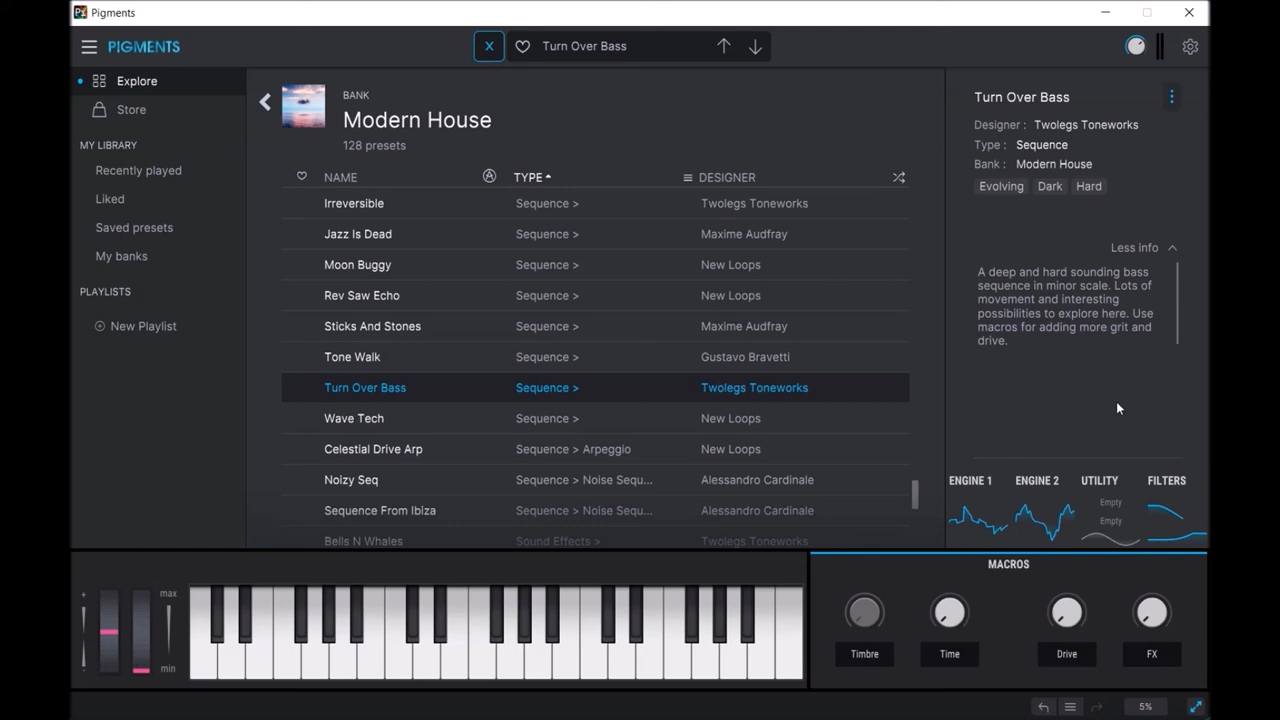 Pigments
PIGMENTS
X
Turn Over Bass
Explore
Store
MY LIBRARY
Recently played
Liked
Saved presets
My banks
PLAYLISTS
New Playlist
BANK
Modern House
128 presets
NAME TYPE DESIGNER
Irreversible Sequence > Twolegs Toneworks
Jazz Is Dead Sequence > Maxime Audfray
Moon Buggy Sequence > New Loops
Rev Saw Echo Sequence > New Loops
Sticks And Stones Sequence > Maxime Audfray
Tone Walk Sequence > Gustavo Bravetti
Turn Over Bass Sequence > Twolegs Toneworks
Wave Tech Sequence > New Loops
Celestial Drive Arp Sequence > Arpeggio New Loops
Noizy Seq Sequence > Noise Sequ... Alessandro Cardinale
Sequence From Ibiza Sequence > Noise Sequ... Alessandro Cardinale
Bells N Whales Sound Effects > Twolegs Toneworks
Turn Over Bass
Designer : Twolegs Toneworks
Type : Sequence
Bank : Modern House
Evolving Dark Hard
Less info
A deep and hard sounding bass
sequence in minor scale. Lots of
movement and interesting
possibilities to explore here. Use
macros for adding more grit and
drive.
ENGINE 1 ENGINE 2 UTILITY FILTERS
Empty
Empty
+ max
- min
MACROS
Timbre Time Drive FX
5%